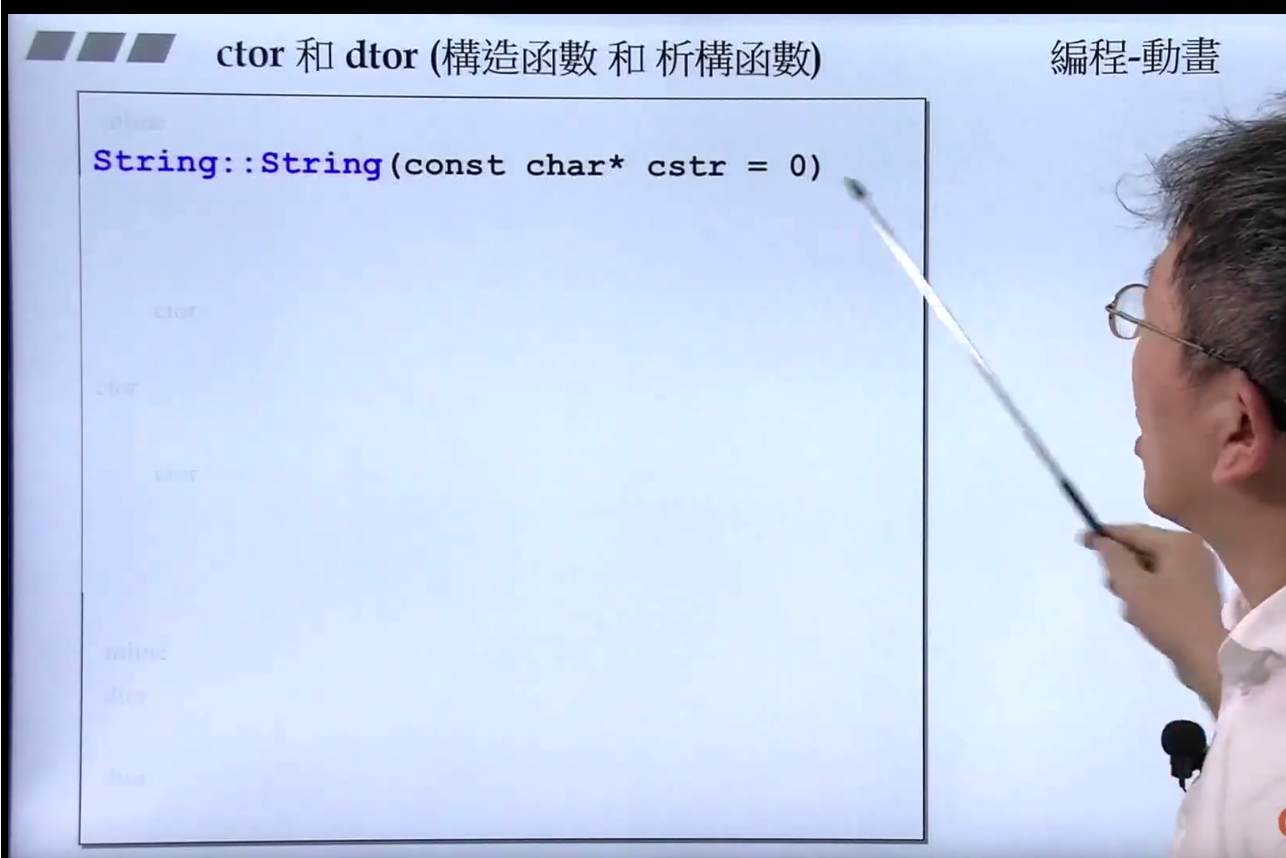 ctor 和 dtor (構造函數 和 析構函數)
編程-動畫
inline
String::String(const char* cstr = 0)
ctor
ctor
ctor
inline
dtor
dtor